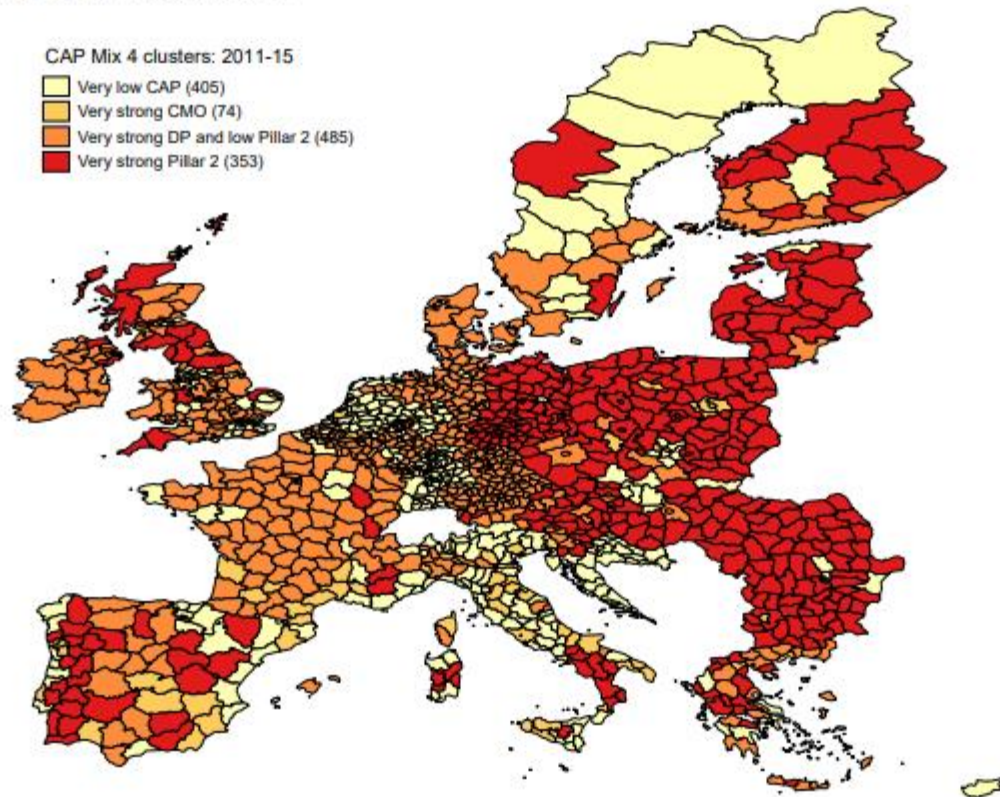 CAP Mix 4 clusters: 2011-15
Very low CAP (405)
Very strong CMO (74)
Very strong DP and low Pillar 2 (485)
Very strong Pillar 2 (353)